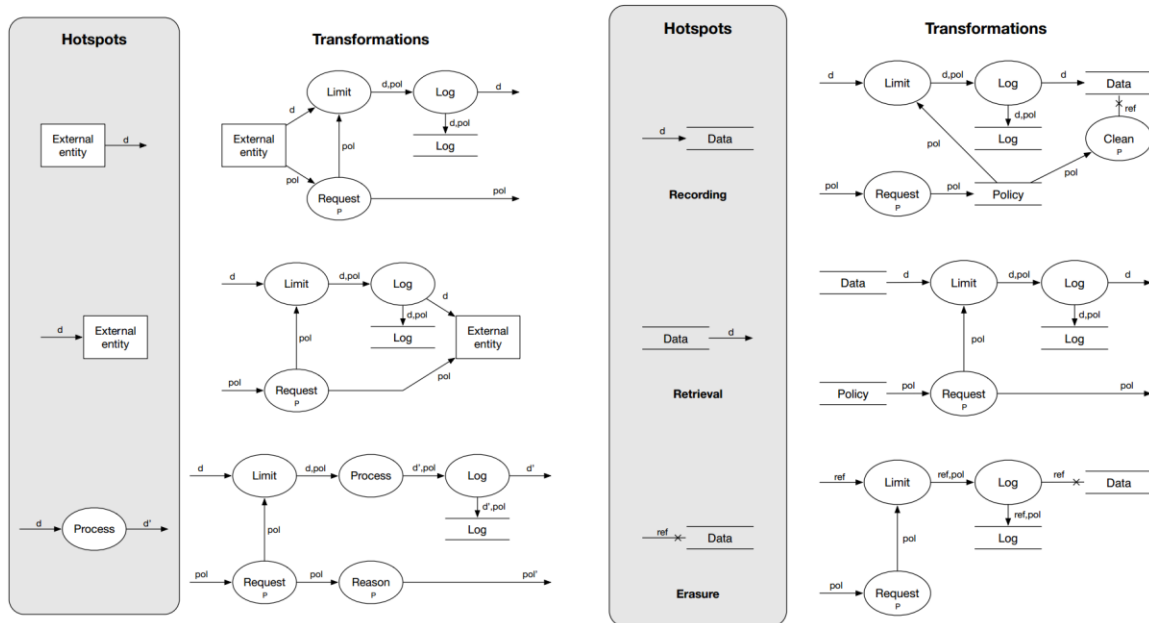 Hotspots
Transformations
External
entity
d
External
entity
d
pol
Limit
d,pol
Log
d
d,pol
Log
pol
Request
P
pol
d
External
entity
d
Limit
d,pol
Log
d
d,pol
Log
External
entity
pol
pol
Request
P
pol
d
Process
d'
d
Limit
d,pol
Process
d',pol
Log
d'
d',pol
Log
pol
pol
Request
P
pol
Reason
P
pol'
Hotspots
Transformations
d
Data
Recording
d
Limit
d,pol
Log
d
Data
ref
d,pol
Log
Clean
P
pol
pol
pol
Request
P
pol
Policy
Data
d
Retrieval
Data
d
Limit
d,pol
Log
d
d,pol
Log
pol
Policy
pol
Request
P
pol
ref
Data
Erasure
ref
Limit
ref,pol
Log
ref
Data
ref,pol
Log
pol
pol
Request
P